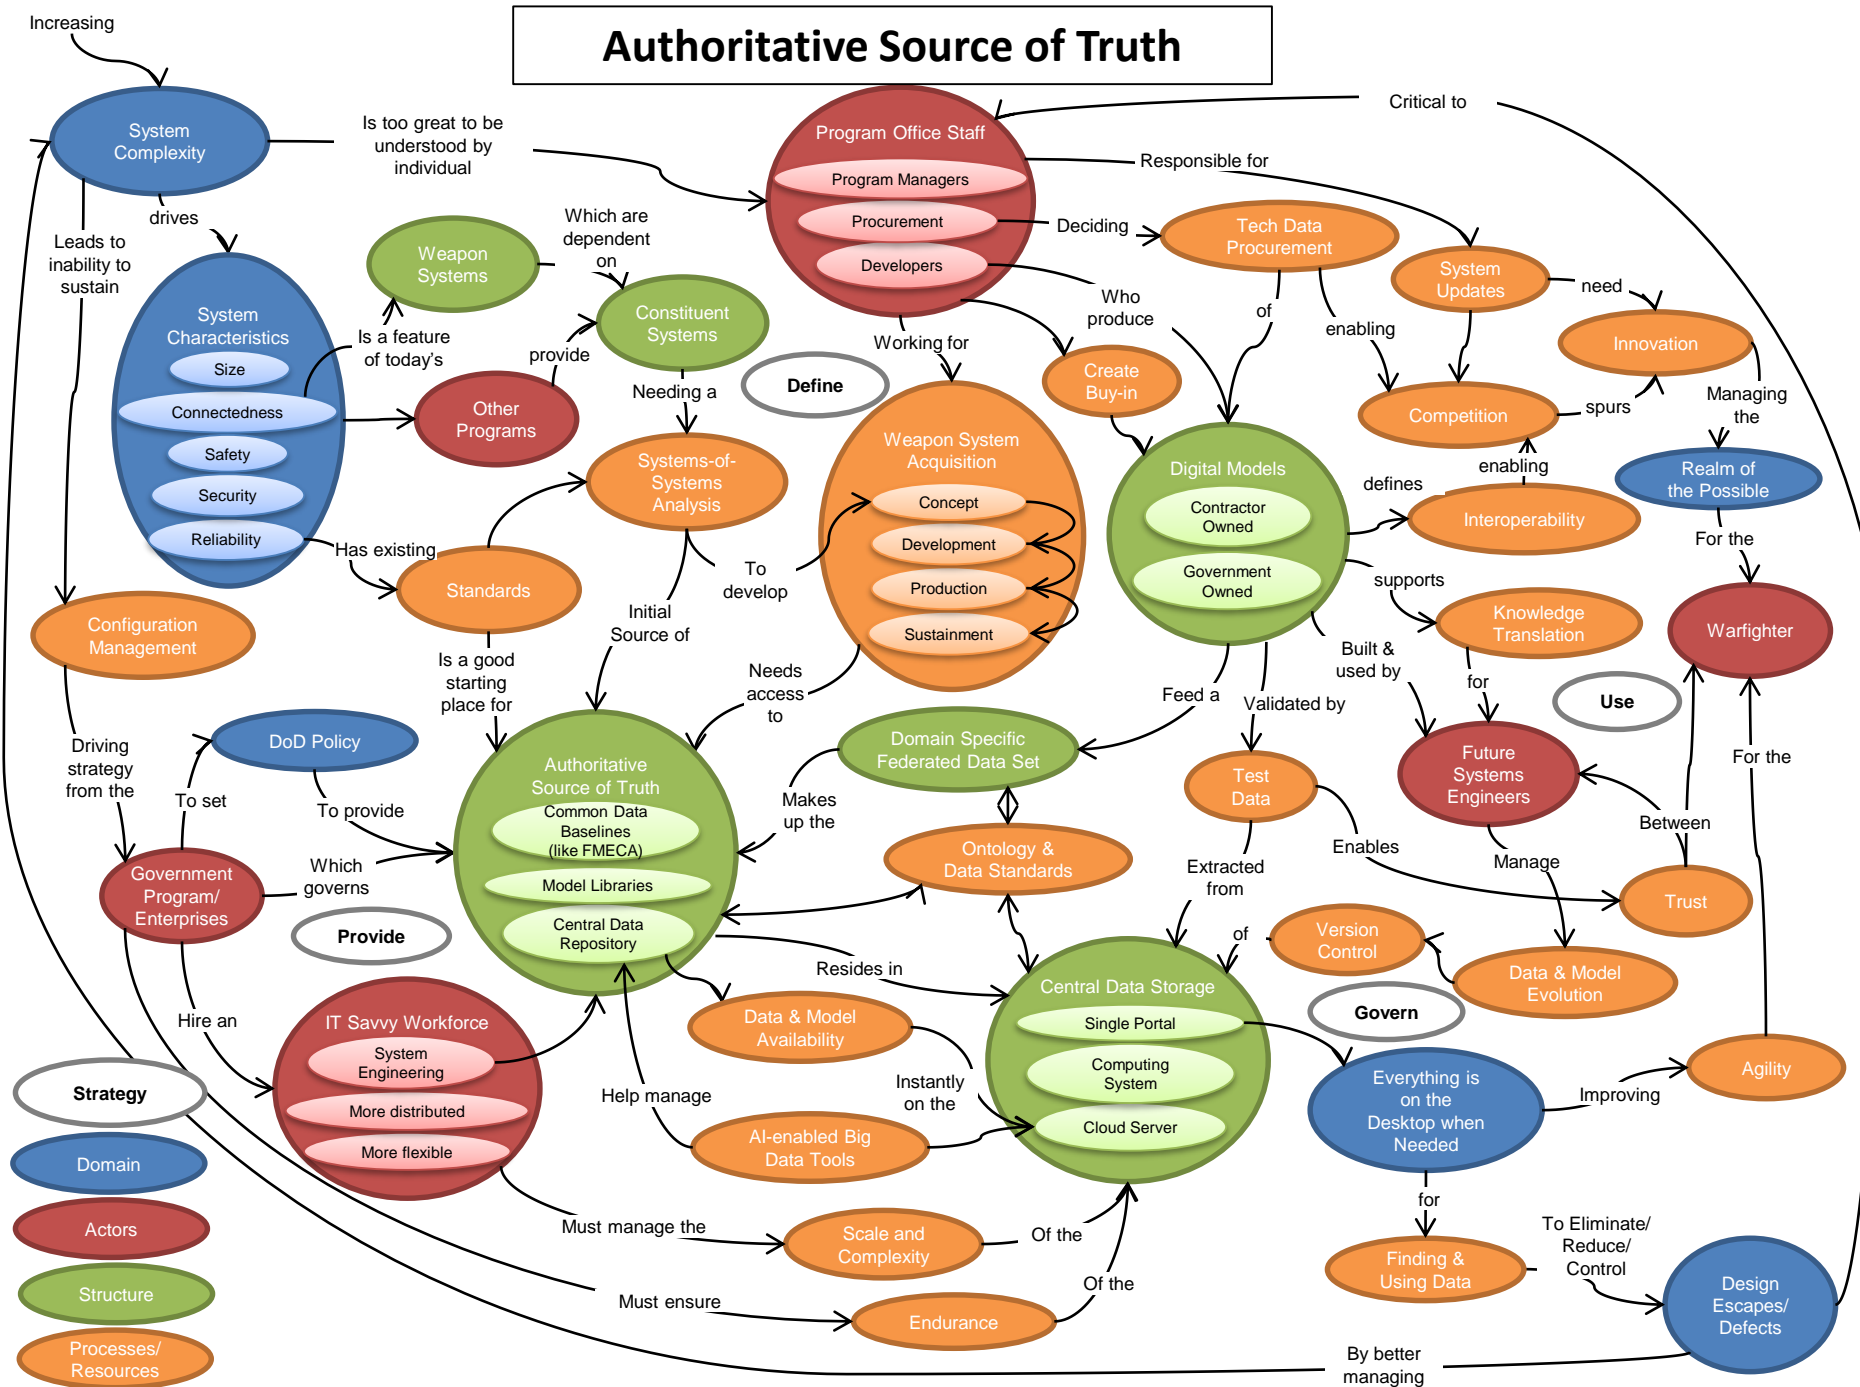 Increasing
Authoritative Source of Truth
System
Complexity
Is too great to be
understood by
individual
Program Office Staff
Program Managers
Procurement
Developers
Critical to
Responsible for
Deciding
Tech Data
Procurement
System
Updates
need
Innovation
drives
Leads to
inability to
sustain
Weapon
Systems
Which are
dependent
on
Constituent
Systems
System
Characteristics
Size
Connectedness
Safety
Security
Reliability
Is a feature
of today's
provide
Other
Programs
Needing a
Define
Working for
Who
produce
of
enabling
Create
Buy-in
Competition
spurs
Managing
the
Realm of
the Possible
Systems-of-
Systems
Analysis
Weapon System
Acquisition
Concept
Development
Production
Sustainment
Digital Models
Contractor
Owned
Government
Owned
defines
enabling
Interoperability
For the
Has existing
Standards
To
develop
Initial
Source of
supports
Knowledge
Translation
Warfighter
Configuration
Management
Is a good
starting
place for
Needs
access
to
Feed a
Validated by
Built &
used by
for
Use
Driving
strategy
from the
DoD Policy
To set
To provide
Authoritative
Source of Truth
Common Data
Baselines
(like FMECA)
Model Libraries
Central Data
Repository
Domain Specific
Federated Data Set
Makes
up the
Test
Data
Future
Systems
Engineers
For the
Between
Government
Program/
Enterprises
Which
governs
Provide
Ontology &
Data Standards
Extracted
from
Enables
Manage
Trust
of
Version
Control
Data & Model
Evolution
Resides in
Central Data Storage
Single Portal
Computing
System
Cloud Server
Govern
Hire an
IT Savvy Workforce
System
Engineering
More distributed
More flexible
Data & Model
Availability
Help manage
Instantly
on the
AI-enabled Big
Data Tools
Everything is
on the
Desktop when
Needed
Improving
Agility
Strategy
Domain
Actors
Structure
Processes/
Resources
Must manage the
Scale and
Complexity
Of the
Must ensure
Endurance
Of the
for
Finding &
Using Data
To Eliminate/
Reduce/
Control
Design
Escapes/
Defects
By better
managing